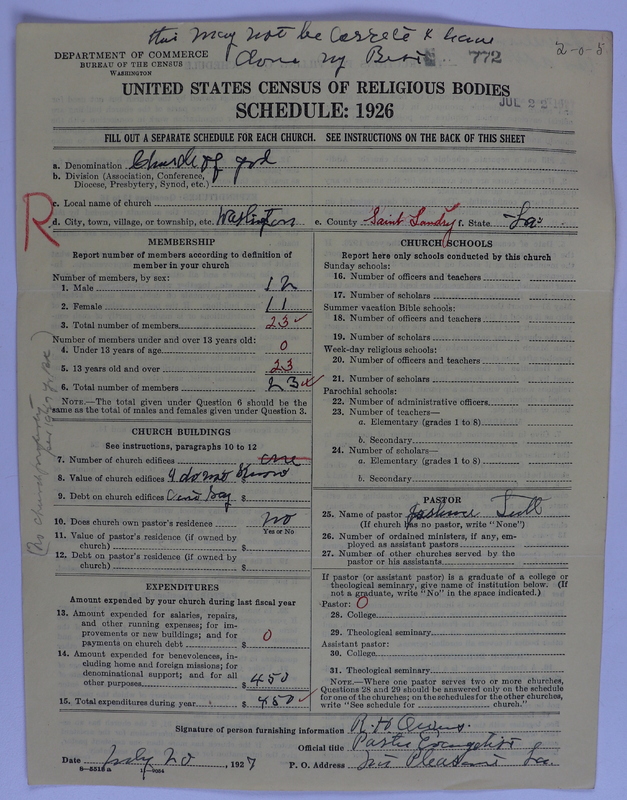 this may not be Correct I have
done my Best 772
2-0-5
DEPARTMENT OF COMMERCE
BUREAU OF THE CENSUS
WASHINGTON
JUL 22
UNITED STATES CENSUS OF RELIGIOUS BODIES
SCHEDULE: 1926
FILL OUT A SEPARATE SCHEDULE FOR EACH CHURCH. SEE INSTRUCTIONS ON THE BACK OF THIS SHEET
a. Denomination Church of god
b. Division (Association, Conference, Diocese, Presbytery, Synod, etc.)
c. Local name of church
R
d. City, town, village, or township, etc. Washington e. County Saint Landry f. State La.
MEMBERSHIP
Report number of members according to definition of
member in your church
Number of members, by sex:
1. Male 12
2. Female 11
3. Total number of members 23
Number of members under and over 13 years old:
4. Under 13 years of age 0
5. 13 years old and over 23
6. Total number of members 23
NOTE.—The total given under Question 6 should be the
same as the total of males and females given under Question 3.
CHURCH BUILDINGS
See instructions, paragraphs 10 to 12
7. Number of church edifices one
8. Value of church edifices I do not Know
9. Debt on church edifices Cant Say $
10. Does church own pastor's residence no
Yes or No
11. Value of pastor's residence (if owned by
church) $
12. Debt on pastor's residence (if owned by
church) $
EXPENDITURES
Amount expended by your church during last fiscal year
13. Amount expended for salaries, repairs,
and other running expenses; for im-
provements or new buildings; and for
payments on church debt $ 0
14. Amount expended for benevolences, in-
cluding home and foreign missions; for
denominational support; and for all
other purposes $ 450
15. Total expenditures during year $ 450
CHURCH SCHOOLS
Report here only schools conducted by this church
Sunday schools:
16. Number of officers and teachers
17. Number of scholars
Summer vacation Bible schools:
18. Number of officers and teachers
19. Number of scholars
Week-day religious schools:
20. Number of officers and teachers
21. Number of scholars
Parochial schools:
22. Number of administrative officers
23. Number of teachers—
a. Elementary (grades 1 to 8)
b. Secondary
24. Number of scholars—
a. Elementary (grades 1 to 8)
b. Secondary
PASTOR
25. Name of pastor
(If church has no pastor, write "None")
26. Number of ordained ministers, if any, em-
ployed as assistant pastors
27. Number of other churches served by the
pastor or his assistants
If pastor (or assistant pastor) is a graduate of a college or
theological seminary, give name of institution below. (If
not a graduate, write "No" in the space indicated.)
Pastor: 0
28. College
29. Theological seminary
Assistant pastor:
30. College
31. Theological seminary
NOTE.—Where one pastor serves two or more churches,
Questions 28 and 29 should be answered only on the schedule
for one of the churches; on the schedules for the other churches,
write "See schedule for church."
Signature of person furnishing information R. H. Owens.
Official title Pastor Evangelist
Date July 20, 1927 P. O. Address Mt Pleasant La.
8-5518a